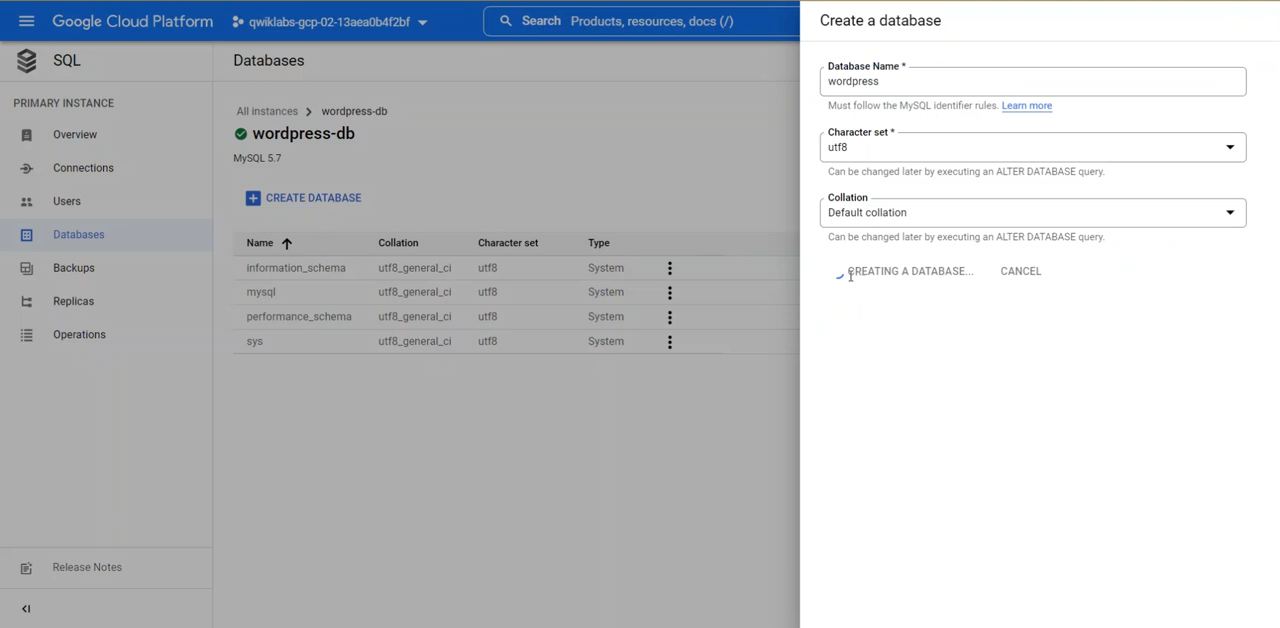 Google Cloud Platform
qwiklabs-gcp-02-13aea0b4f2bf
Search Products, resources, docs (/)
SQL
PRIMARY INSTANCE
Overview
Connections
Users
Databases
Backups
Replicas
Operations
Release Notes
Databases
All instances
wordpress-db
wordpress-db
MySQL 5.7
CREATE DATABASE
Name Collation Character set Type
information_schema utf8_general_ci utf8 System
mysql utf8_general_ci utf8 System
performance_schema utf8_general_ci utf8 System
sys utf8_general_ci utf8 System
Create a database
Database Name *
wordpress
Must follow the MySQL identifier rules. Learn more
Character set *
utf8
Can be changed later by executing an ALTER DATABASE query.
Collation
Default collation
Can be changed later by executing an ALTER DATABASE query.
CREATING A DATABASE... CANCEL